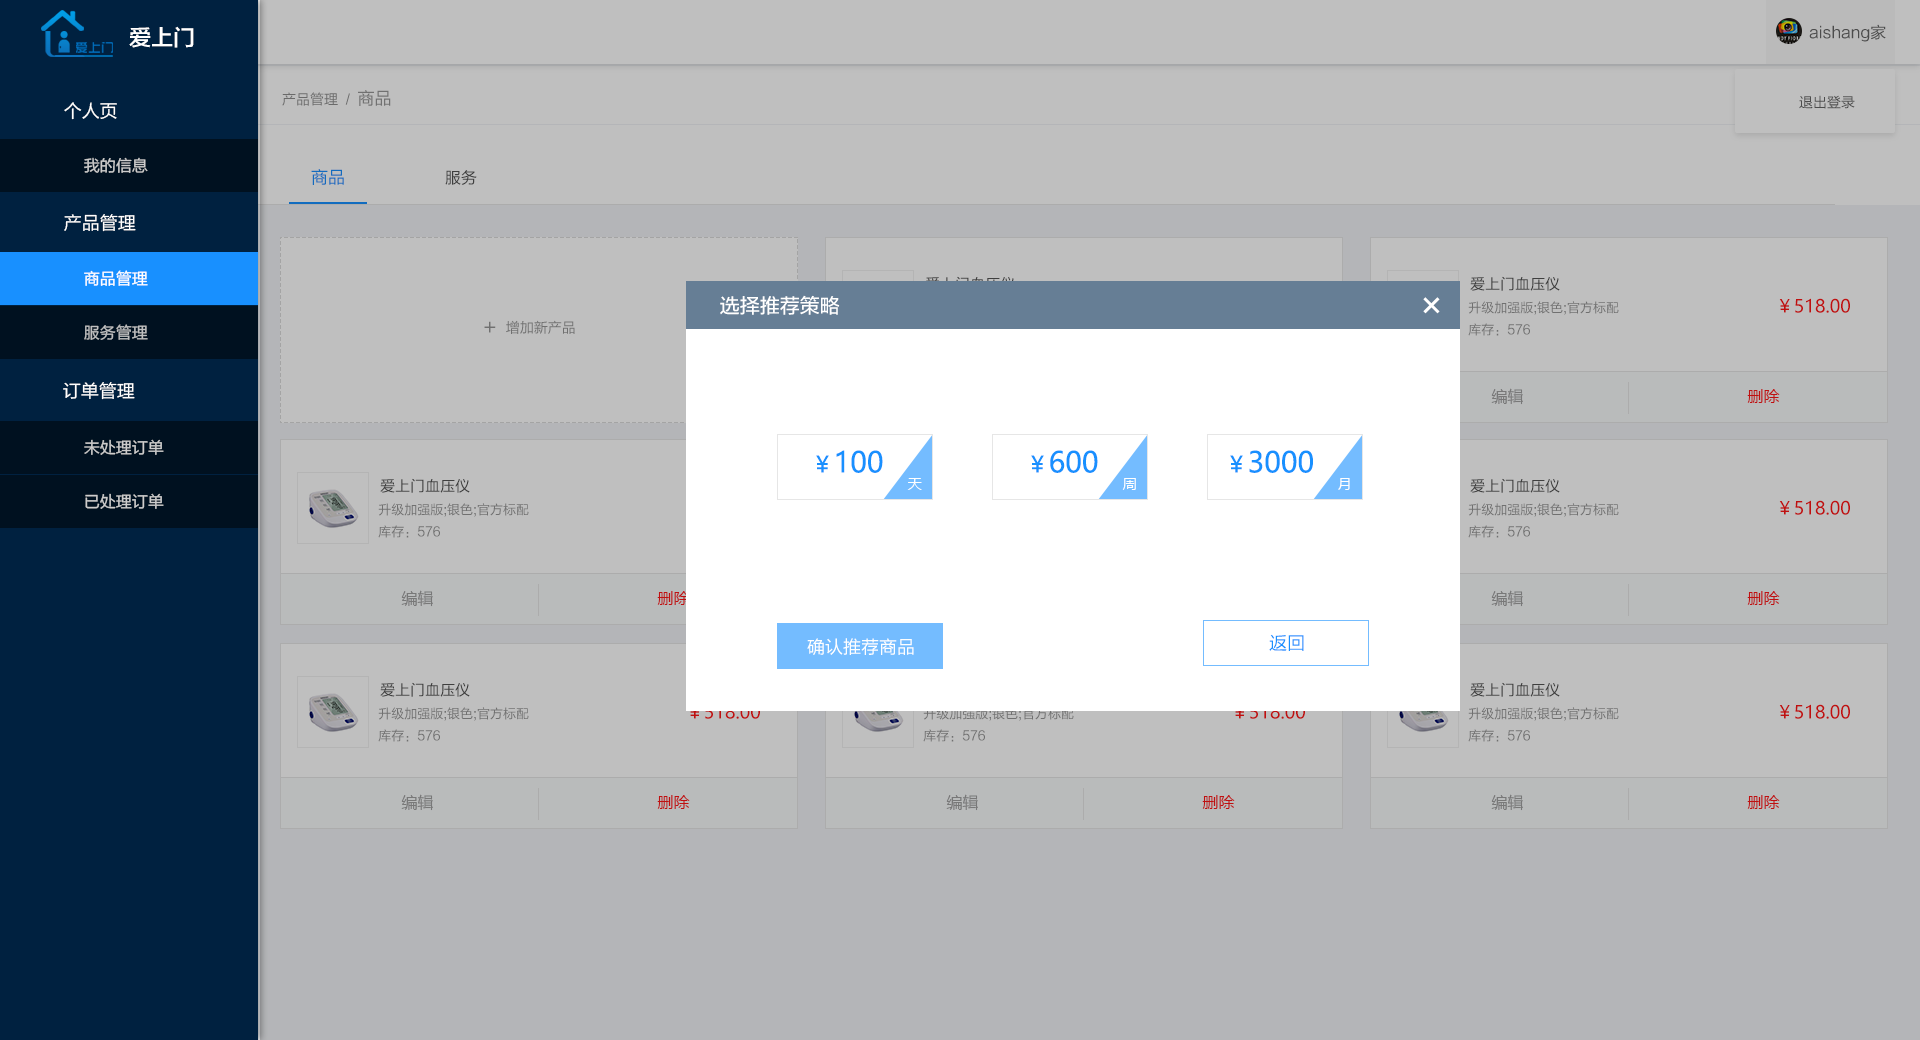 爱上门
爱上门
aishang家
退出登录
个人页
我的信息
产品管理
商品管理
服务管理
订单管理
未处理订单
已处理订单
产品管理 / 商品
商品
服务
+ 增加新产品
爱上门血压仪
爱上门血压仪
升级加强版;银色;官方标配
库存：576
¥518.00
编辑
删除
选择推荐策略
¥100
天
¥600
周
¥3000
月
确认推荐商品
返回
爱上门血压仪
升级加强版;银色;官方标配
库存：576
编辑
删除
爱上门血压仪
升级加强版;银色;官方标配
库存：576
¥518.00
编辑
删除
爱上门血压仪
升级加强版;银色;官方标配
库存：576
¥518.00
编辑
删除
升级加强版;银色;官方标配
库存：576
¥518.00
编辑
删除
爱上门血压仪
升级加强版;银色;官方标配
库存：576
¥518.00
编辑
删除